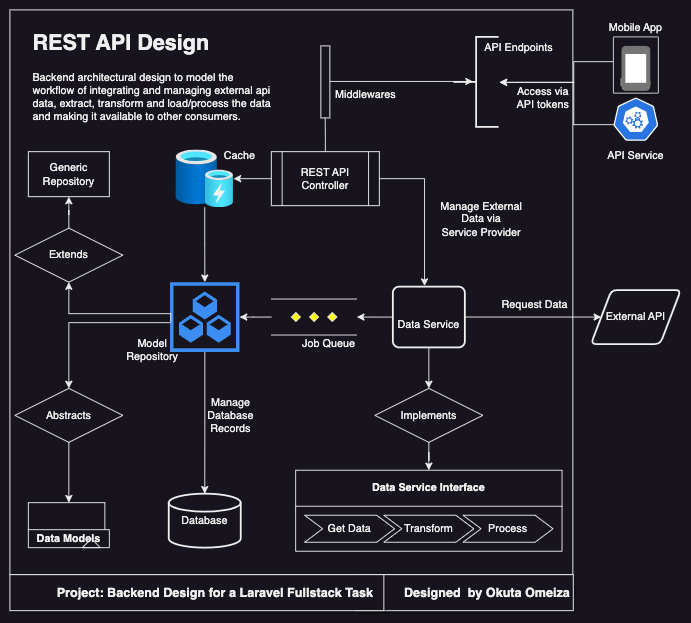 REST API Design
Backend architectural design to model the
workflow of integrating and managing external api
data, extract, transform and load/process the data
and making it available to other consumers.
API Endpoints
Mobile App
Middlewares
Access via
API tokens
API Service
Generic
Repository
Cache
REST API
Controller
Manage External
Data via
Service Provider
Extends
Request Data
Data Service
External API
Job Queue
Model
Repository
Abstracts
Manage
Database
Records
Implements
Data Service Interface
Get Data
Transform
Process
Database
Data Models
Project: Backend Design for a Laravel Fullstack Task
Designed by Okuta Omeiza